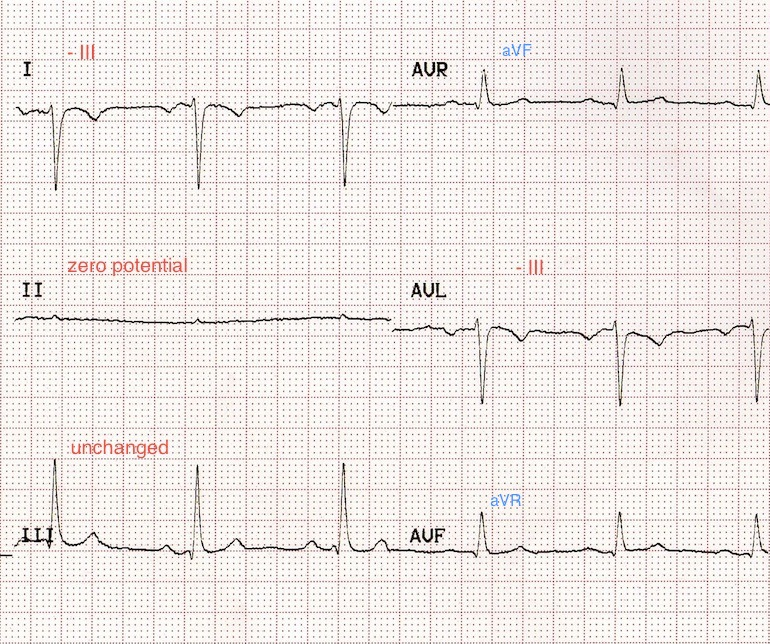 - III
aVF
I
AVR
zero potential
- III
II
AVL
unchanged
aVR
III
AVF